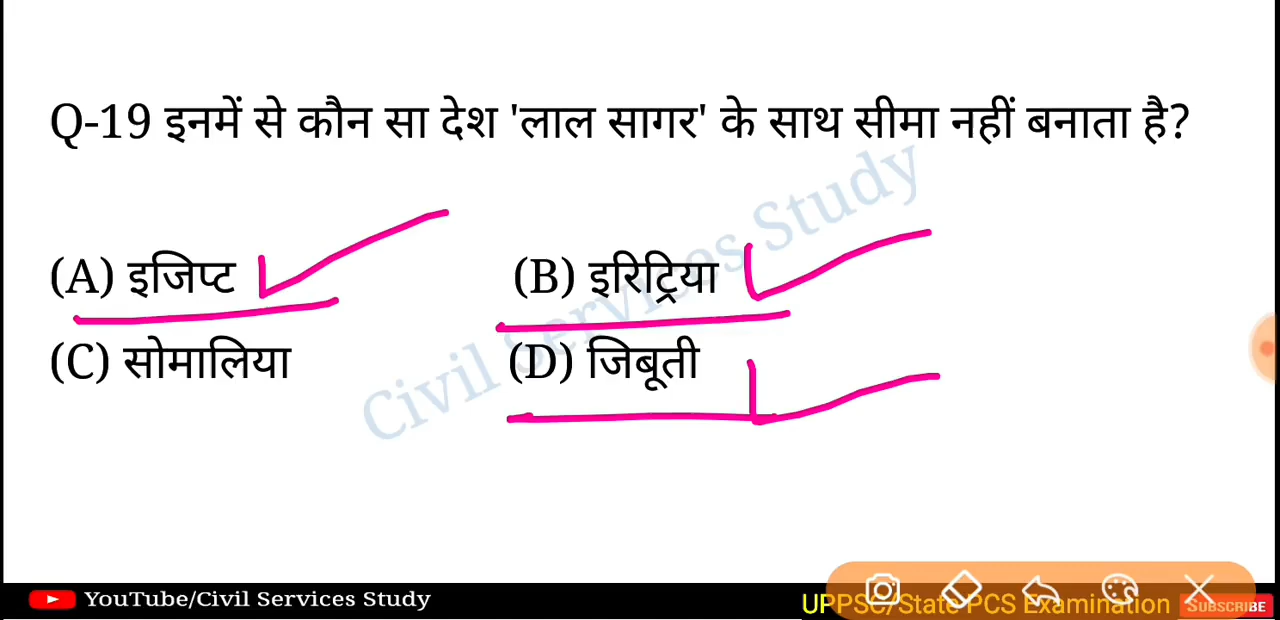 Q-19 इनमें से कौन सा देश 'लाल सागर' के साथ सीमा नहीं बनाता है?
(A) इजिप्ट (B) इरिट्रिया
(C) सोमालिया (D) जिबूती
Civil Services Study
YouTube/Civil Services Study
UPPSC/State PCS Examination SUBSCRIBE